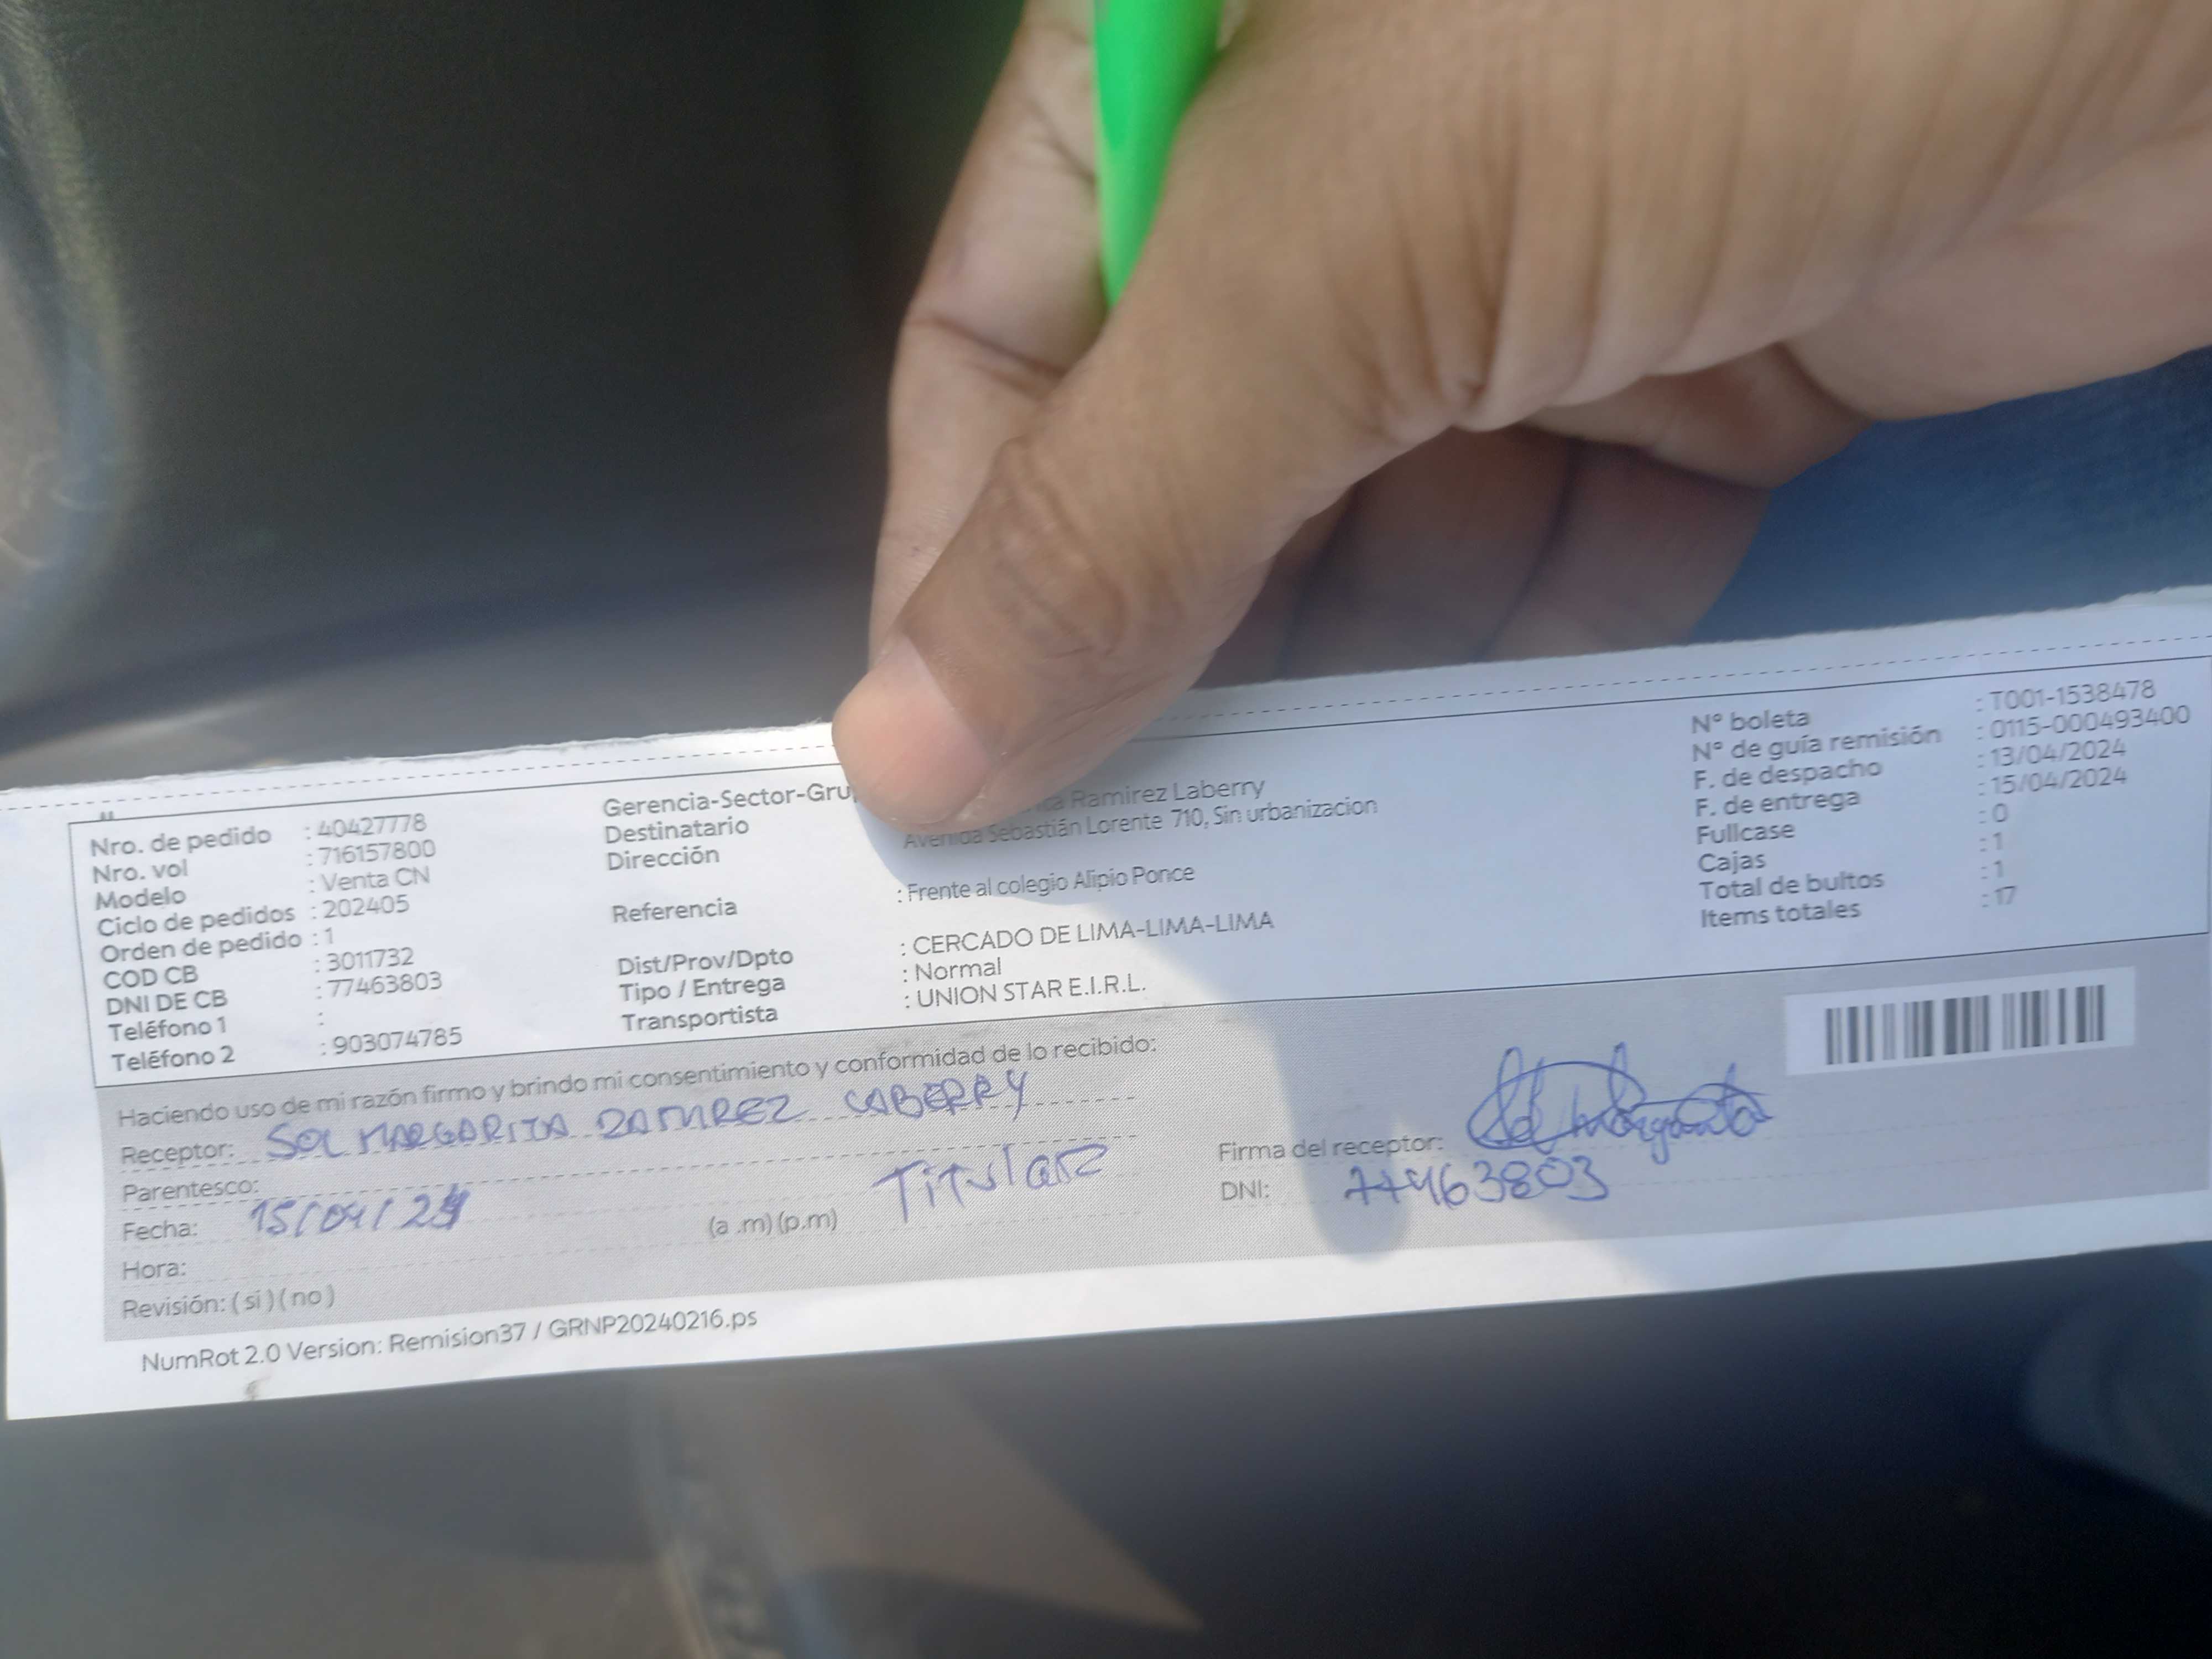 Nro. de pedido : 40427778
Nro. vol : 716157800
Modelo : Venta CN
Ciclo de pedidos : 202405
Orden de pedido : 1
COD CB : 3011732
DNI DE CB : 77463803
Teléfono 1 :
Teléfono 2 : 903074785
Gerencia-Sector-Gru
Destinatario Ramirez Laberry
Dirección Avenida Sebastián Lorente 710, Sin urbanizacion
Referencia : Frente al colegio Alipio Ponce
Dist/Prov/Dpto : CERCADO DE LIMA-LIMA-LIMA
Tipo / Entrega : Normal
Transportista : UNION STAR E.I.R.L.
N° boleta : T001-1538478
N° de guía remisión : 0115-000493400
F. de despacho : 13/04/2024
F. de entrega : 15/04/2024
Fullcase : 0
Cajas : 1
Total de bultos : 1
Items totales : 17
Haciendo uso de mi razón firmo y brindo mi consentimiento y conformidad de lo recibido:
Receptor: SOL MARGARITA RAMIREZ LABERRY
Parentesco: Titular
Fecha: 15/04/24
(a .m) (p.m)
Hora:
Revisión: ( si ) ( no )
Firma del receptor: Sol Margarita
DNI: 77463803
NumRot 2.0 Version: Remision37 / GRNP20240216.ps